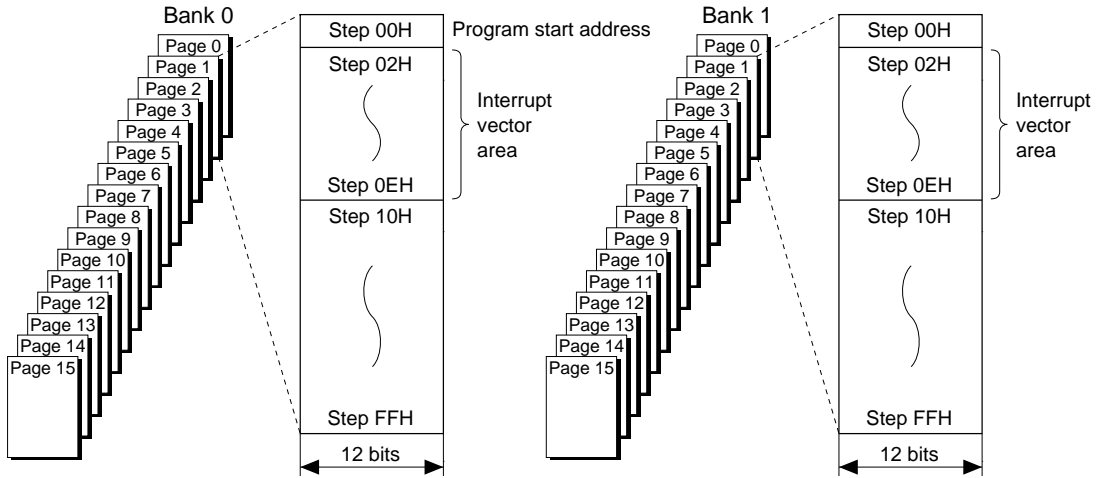 Bank 0
Page 0
Page 1
Page 2
Page 3
Page 4
Page 5
Page 6
Page 7
Page 8
Page 9
Page 10
Page 11
Page 12
Page 13
Page 14
Page 15
Step 00H
Program start address
Step 02H
Interrupt
vector
area
Step 0EH
Step 10H
Step FFH
12 bits
Bank 1
Page 0
Page 1
Page 2
Page 3
Page 4
Page 5
Page 6
Page 7
Page 8
Page 9
Page 10
Page 11
Page 12
Page 13
Page 14
Page 15
Step 00H
Step 02H
Interrupt
vector
area
Step 0EH
Step 10H
Step FFH
12 bits